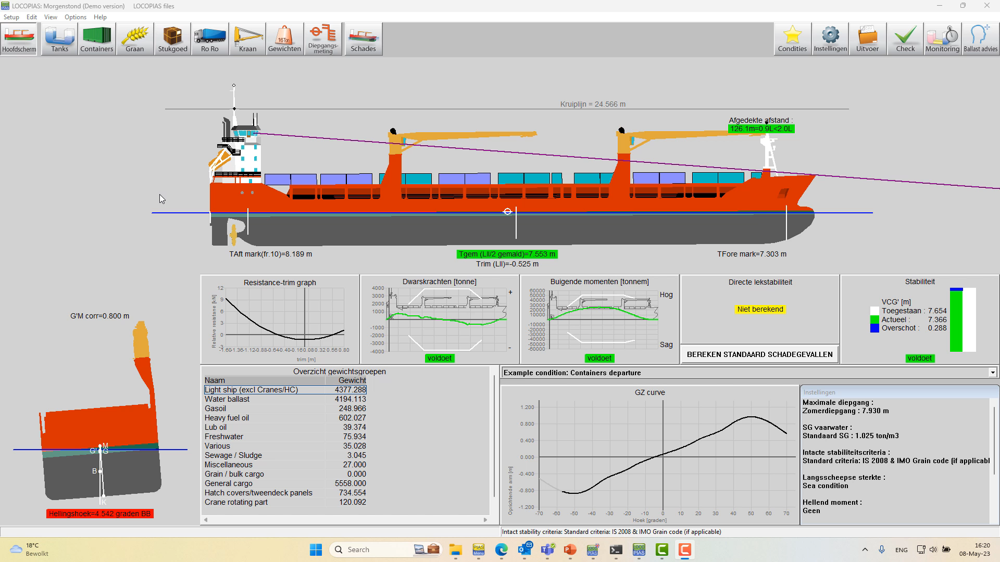 LOCOPIAS: Morgenstond (Demo version) LOCOPIAS files
Setup Edit View Options Help
Hoofdscherm Tanks Containers Graan Stukgoed Ro Ro Kraan 16Ton Gewichten Diepgangs-meting Schades Condities Instellingen Uitvoer Check Monitoring Ballast advies
Kruiplijn = 24.566 m
Afgedekte afstand :
126.1m=0.9L<2.0L
TAft mark(fr.10)=8.189 m
Tgem (Lll/2 gemald)=7.553 m
TFore mark=7.303 m
Trim (Lll)=-0.525 m
G'M corr=0.800 m
M
G' G
B
K
Hellingshoek=4.542 graden BB
Resistance-trim graph
Relative resistane [kN]
12
9
6
3
0
-3
-1.60-1.36-1.12-0.88-0.64-0.40-0.16 0.08 0.32 0.56 0.80
trim [m]
Dwarskrachten [tonne]
4000
3000
2000
1000
-1000
-2000
-3000
-4000
+
-
voldoet
Buigende momenten [tonnem]
60000
50000
40000
30000
20000
10000
-10000
-20000
-30000
-40000
-50000
-60000
Hog
Sag
voldoet
Directe lekstabiliteit
Niet berekend
BEREKEN STANDAARD SCHADEGEVALLEN
Stabiliteit
VCG' [m]
Toegestaan : 7.654
Actueel : 7.366
Overschot : 0.288
voldoet
Overzicht gewichtsgroepen
Naam Gewicht
Light ship (excl Cranes/HC) 4377.288
Water ballast 4194.113
Gasoil 248.966
Heavy fuel oil 602.027
Lub oil 39.374
Freshwater 75.934
Various 35.028
Sewage / Sludge 3.045
Miscellaneous 27.000
Grain / bulk cargo 0.000
General cargo 5558.000
Hatch covers/tweendeck panels 734.554
Crane rotating part 120.092
Example condition: Containers departure
GZ curve
Oprichtende arm [m]
1.200
0.800
0.400
0.000
-0.400
-0.800
-1.200
-70 -60 -50 -40 -30 -20 -10 0 10 20 30 40 50 60 70
Hoek [graden]
Instellingen
Maximale diepgang :
Zomerdiepgang : 7.930 m
SG vaarwater :
Standaard SG : 1.025 ton/m3
Intacte stabiliteitscriteria :
Standard criteria: IS 2008 & IMO Grain code (if applicabl
Langsscheepse sterkte :
Sea condition
Hellend moment :
Geen
Intact stability criteria: Standard criteria: IS 2008 & IMO Grain code (if applicable)
18°C
Bewolkt
Search
ENG
16:20
08-May-23